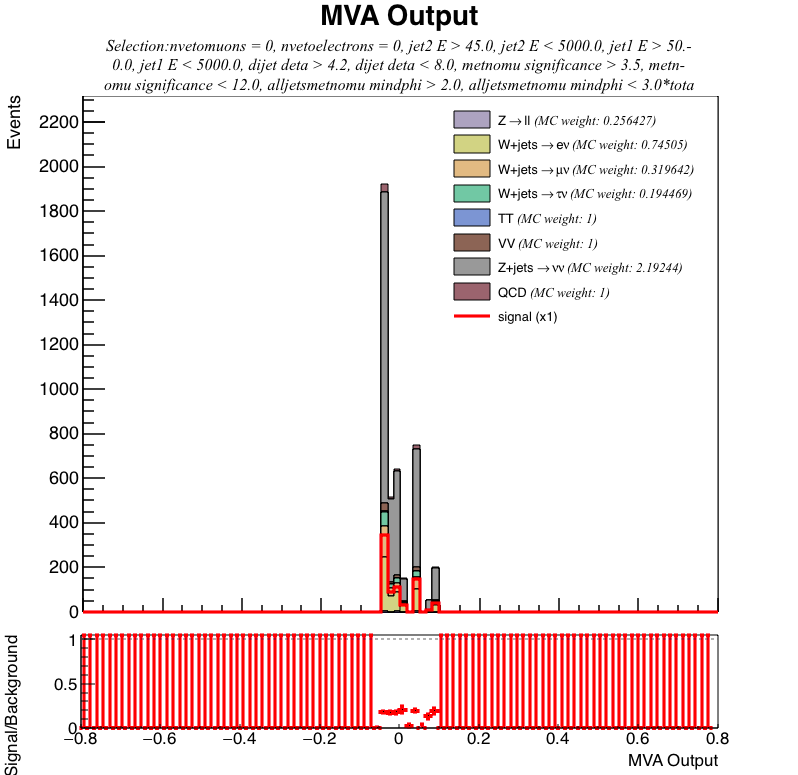 MVA Output
Selection:nvetomuons = 0, nvetoelectrons = 0, jet2 E > 45.0, jet2 E < 5000.0, jet1 E > 50.-
0.0, jet1 E < 5000.0, dijet deta > 4.2, dijet deta < 8.0, metnomu significance > 3.5, metn-
omu significance < 12.0, alljetsmetnomu mindphi > 2.0, alljetsmetnomu mindphi < 3.0*tota
Events
2200
2000
1800
1600
1400
1200
1000
800
600
400
200
0
Z→ll (MC weight: 0.256427)
W+jets→eν (MC weight: 0.74505)
W+jets→μν (MC weight: 0.319642)
W+jets→τν (MC weight: 0.194469)
TT (MC weight: 1)
VV (MC weight: 1)
Z+jets→νν (MC weight: 2.19244)
QCD (MC weight: 1)
signal (x1)
Signal/Background
1
0.5
0
−0.8 −0.6 −0.4 −0.2 0 0.2 0.4 0.6 0.8
MVA Output